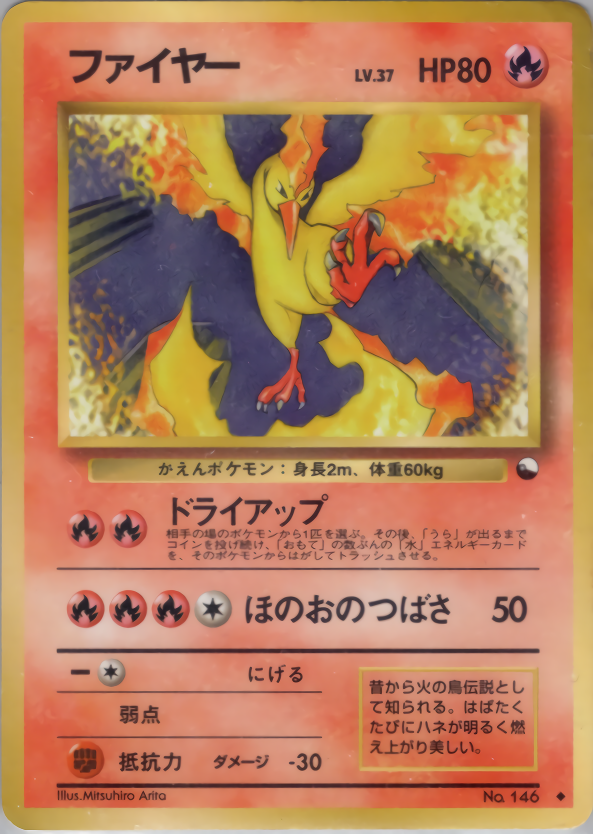 ファイヤー LV.37 HP80
かえんポケモン：身長2m、体重60kg
ドライアップ
相手の場のポケモンから1匹を選ぶ。その後、「うら」が出るまで
コインを投げ続け、「おもて」の数ぶんの「水」エネルギーカード
を、そのポケモンからはがしてトラッシュさせる。
ほのおのつばさ 50
にげる
弱点
抵抗力 ダメージ -30
昔から火の鳥伝説とし
て知られる。はばたく
たびにハネが明るく燃
え上がり美しい。
Illus.Mitsuhiro Arita No. 146